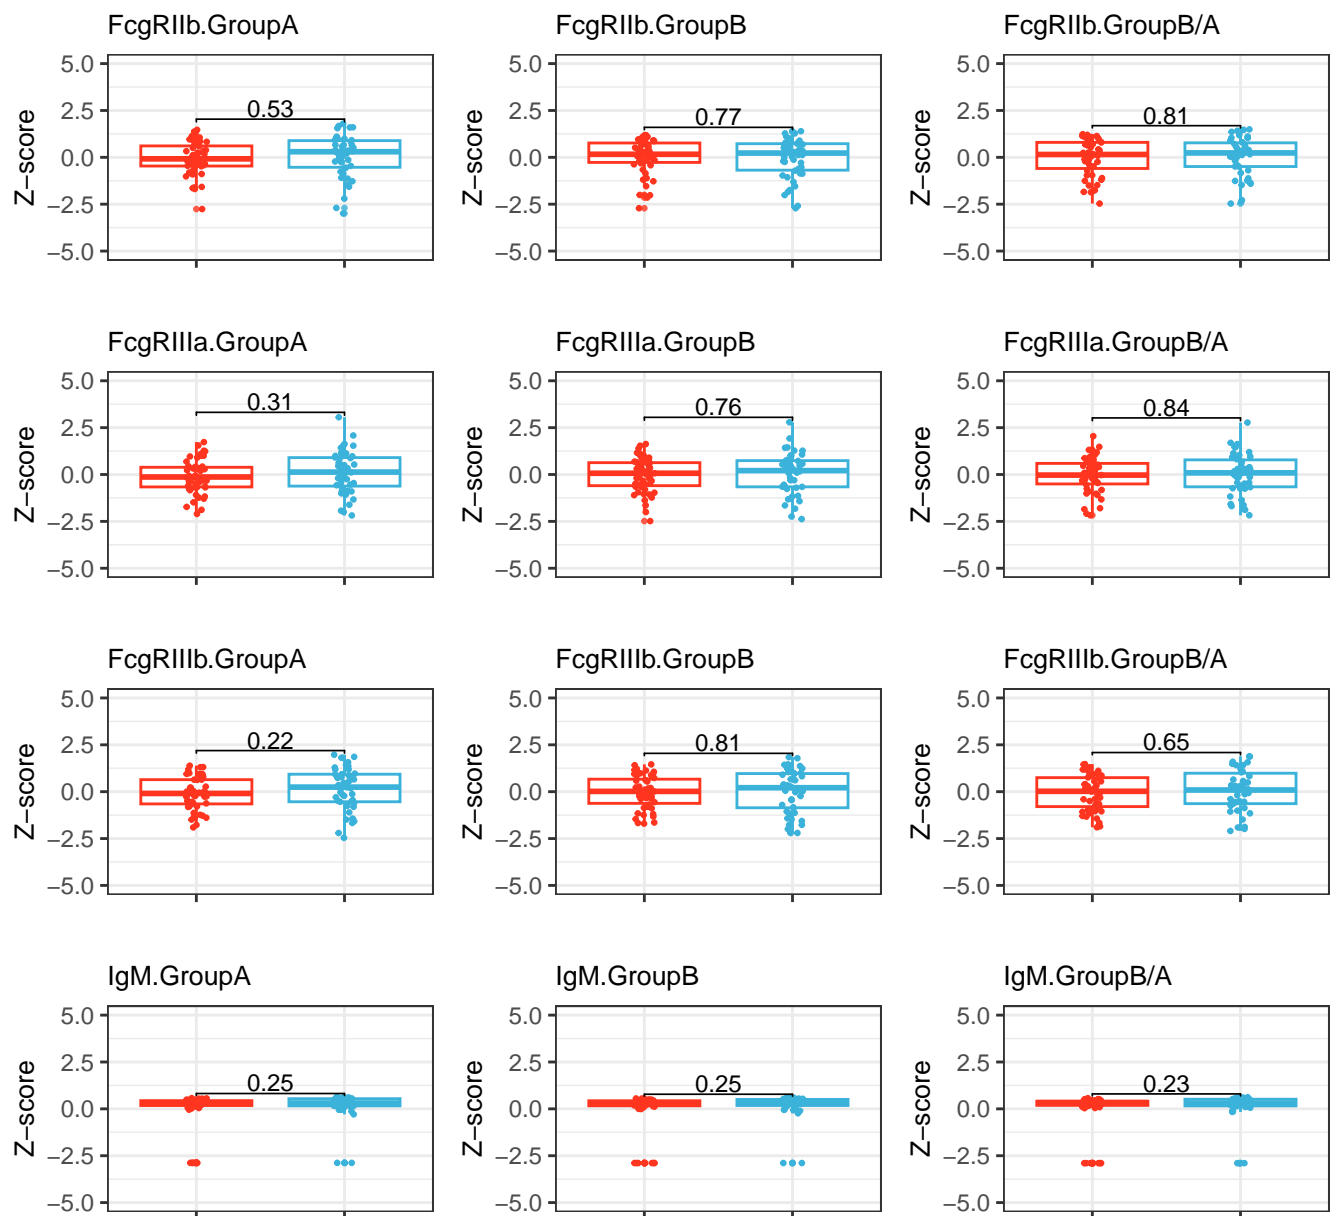 FcgRIIb.GroupA FcgRIIb.GroupB FcgRIIb.GroupB/A
5.0 5.0 5.0
2.5 2.5 2.5
0.53 0.77 0.81
0.0 0.0 0.0
−2.5 −2.5 −2.5
−5.0 −5.0 −5.0
Z−score Z−score Z−score
FcgRIIIa.GroupA FcgRIIIa.GroupB FcgRIIIa.GroupB/A
5.0 5.0 5.0
0.31 0.76 0.84
2.5 2.5 2.5
0.0 0.0 0.0
−2.5 −2.5 −2.5
−5.0 −5.0 −5.0
Z−score Z−score Z−score
FcgRIIIb.GroupA FcgRIIIb.GroupB FcgRIIIb.GroupB/A
5.0 5.0 5.0
2.5 2.5 2.5
0.22 0.81 0.65
0.0 0.0 0.0
−2.5 −2.5 −2.5
−5.0 −5.0 −5.0
Z−score Z−score Z−score
IgM.GroupA IgM.GroupB IgM.GroupB/A
5.0 5.0 5.0
2.5 2.5 2.5
0.25 0.25 0.23
0.0 0.0 0.0
−2.5 −2.5 −2.5
−5.0 −5.0 −5.0
Z−score Z−score Z−score